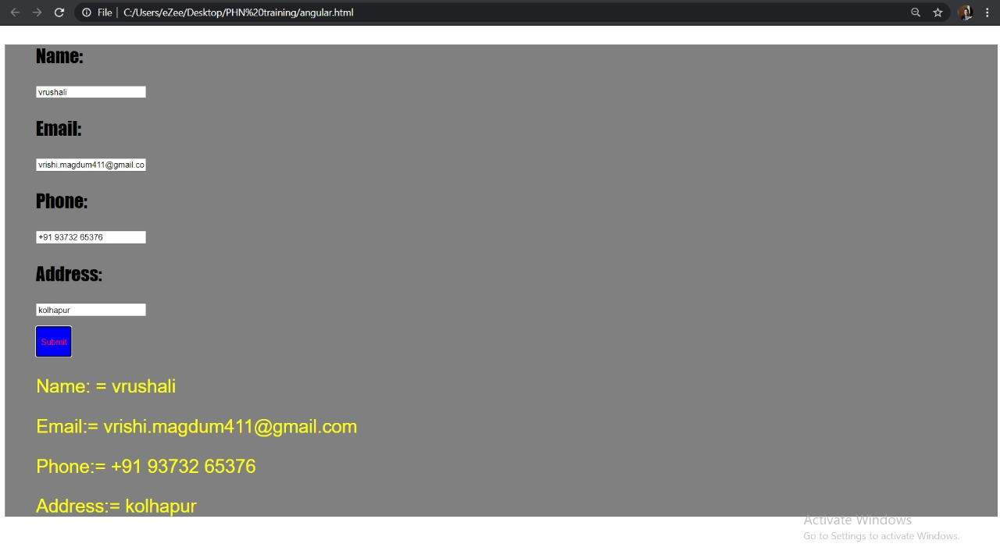 File | C:/Users/eZee/Desktop/PHN%20training/angular.html
Name:
vrushali
Email:
vrishi.magdum411@gmail.co
Phone:
+91 93732 65376
Address:
kolhapur
Submit
Name: = vrushali
Email:= vrishi.magdum411@gmail.com
Phone:= +91 93732 65376
Address:= kolhapur
Activate Windows
Go to Settings to activate Windows.